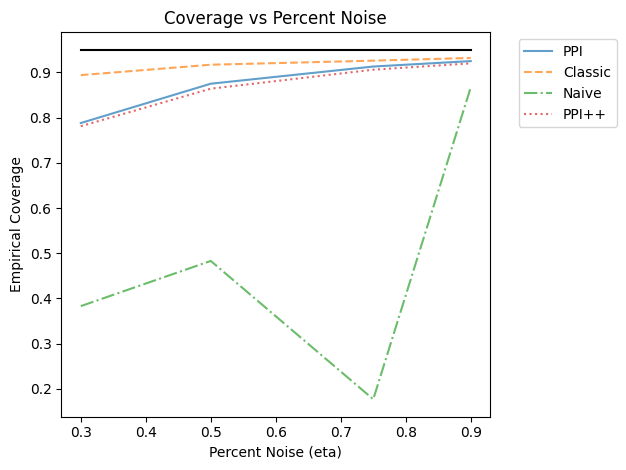 Coverage vs Percent Noise
PPI
Classic
Naive
PPI++
Empirical Coverage
0.9
0.8
0.7
0.6
0.5
0.4
0.3
0.2
0.3 0.4 0.5 0.6 0.7 0.8 0.9
Percent Noise (eta)